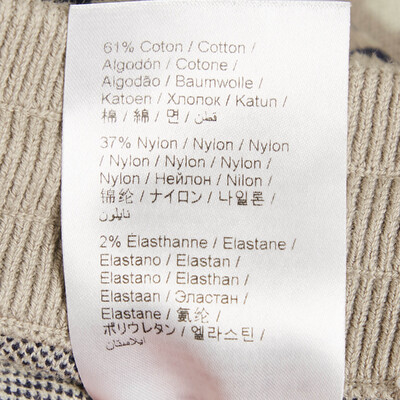 61% Coton / Cotton /
Algodón / Cotone /
Algodão / Baumwolle /
Katoen / Хлопок / Katun /
棉 / 綿 / 면 / قطن /
37% Nylon / Nylon / Nylon
/ Nylon / Nylon / Nylon /
Nylon / Нейлон / Nilon /
锦纶 / ナイロン / 나일론 /
نايلون
2% Élasthanne / Elastane /
Elastano / Elastan /
Elastano / Elasthan /
Elastaan / Эластан /
Elastane / 氨纶 /
ポリウレタン / 엘라스틴 /
ايلاستان